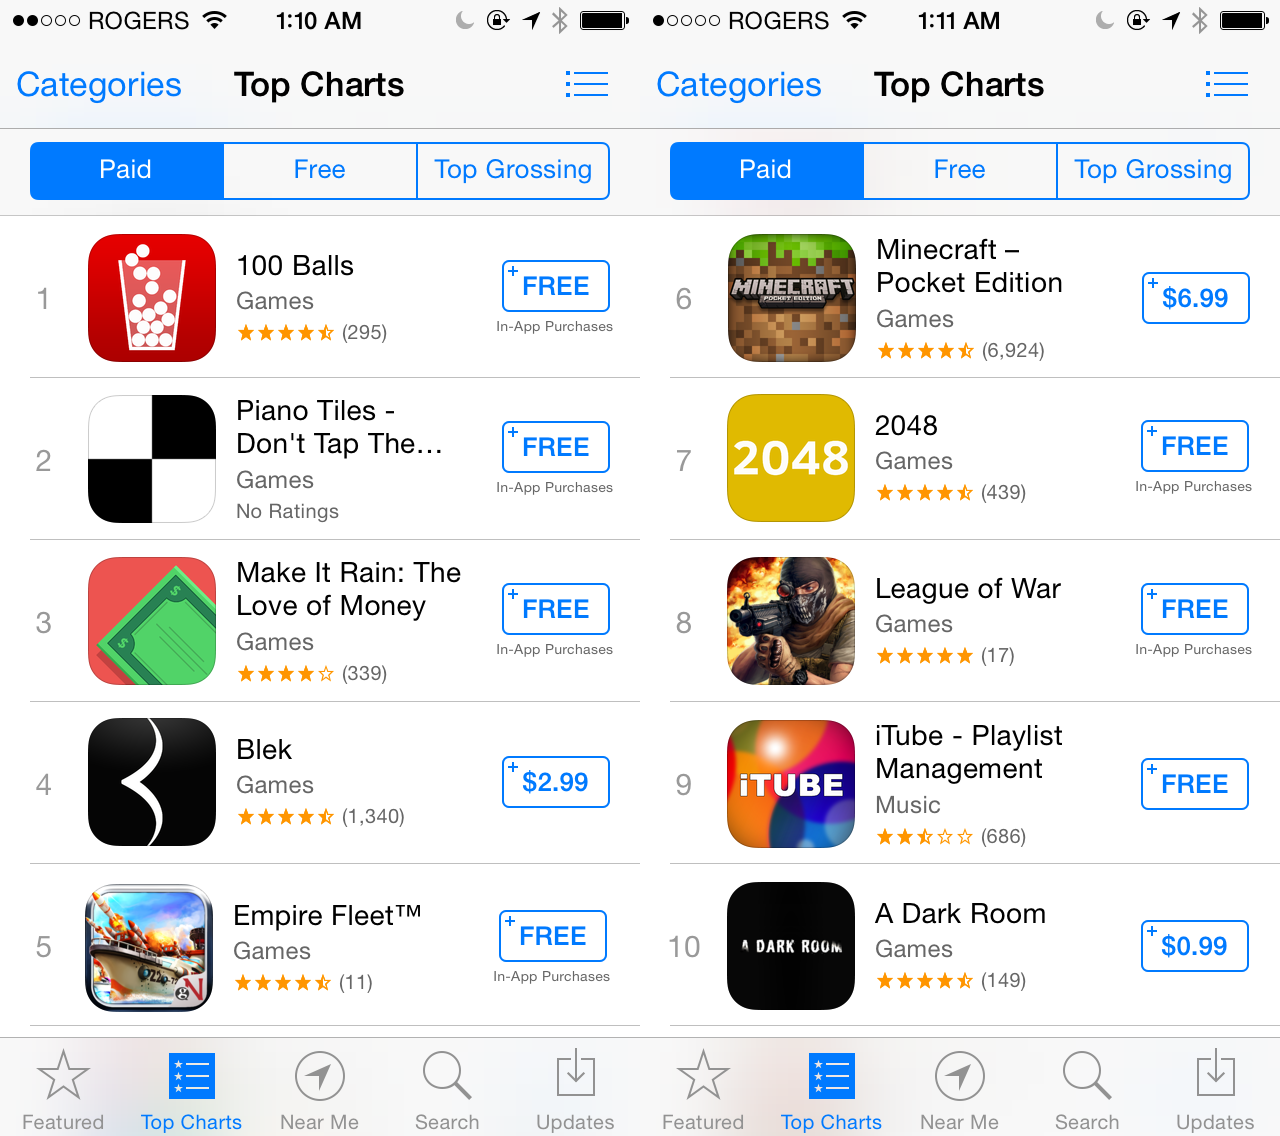 ROGERS 1:10 AM
Categories Top Charts
Paid Free Top Grossing
1
100 Balls
Games
(295)
+ FREE
In-App Purchases
2
Piano Tiles -
Don't Tap The...
Games
No Ratings
+ FREE
In-App Purchases
3
$
$
Make It Rain: The
Love of Money
Games
(339)
+ FREE
In-App Purchases
4
Blek
Games
(1,340)
+ $2.99
5
gN
Empire Fleet™
Games
(11)
+ FREE
In-App Purchases
Featured Top Charts Near Me Search Updates
ROGERS 1:11 AM
Categories Top Charts
Paid Free Top Grossing
6
MINECRAFT
POCKET EDITION
Minecraft –
Pocket Edition
Games
(6,924)
+ $6.99
7
2048
2048
Games
(439)
+ FREE
In-App Purchases
8
League of War
Games
(17)
+ FREE
In-App Purchases
9
iTUBE
iTube - Playlist
Management
Music
(686)
+ FREE
10
A DARK ROOM
A Dark Room
Games
(149)
+ $0.99
Featured Top Charts Near Me Search Updates